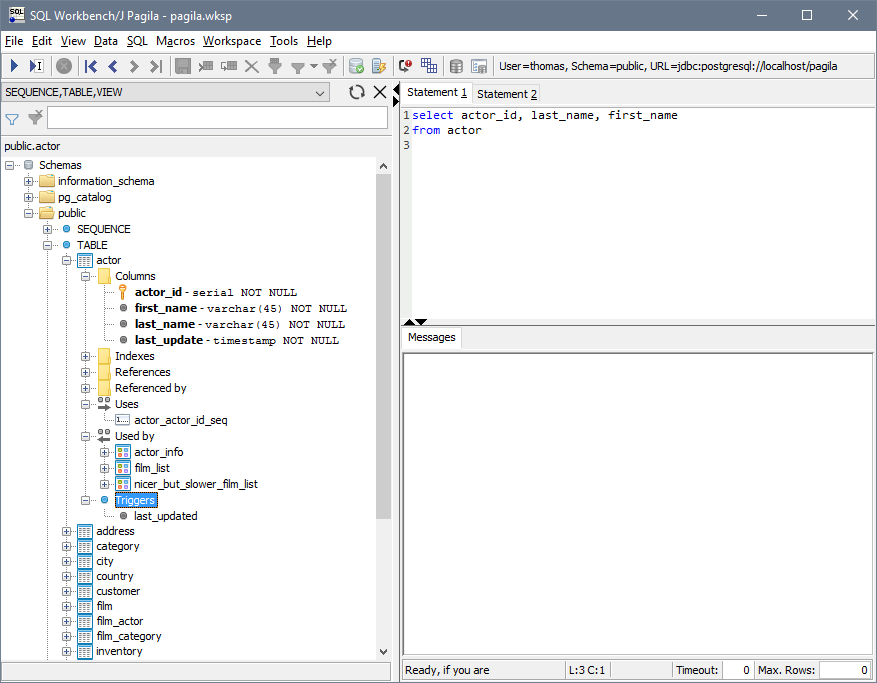 SQL Workbench/J Pagila - pagila.wksp
File Edit View Data SQL Macros Workspace Tools Help
User=thomas, Schema=public, URL=jdbc:postgresql://localhost/pagila
SEQUENCE,TABLE,VIEW
public.actor
Schemas
information_schema
pg_catalog
public
SEQUENCE
TABLE
actor
Columns
actor_id - serial NOT NULL
first_name - varchar(45) NOT NULL
last_name - varchar(45) NOT NULL
last_update - timestamp NOT NULL
Indexes
References
Referenced by
Uses
actor_actor_id_seq
Used by
actor_info
film_list
nicer_but_slower_film_list
Triggers
last_updated
address
category
city
country
customer
film
film_actor
film_category
inventory
Statement 1 Statement 2
1 select actor_id, last_name, first_name
2 from actor
3
Messages
Ready, if you are L:3 C:1 Timeout: 0 Max. Rows: 0